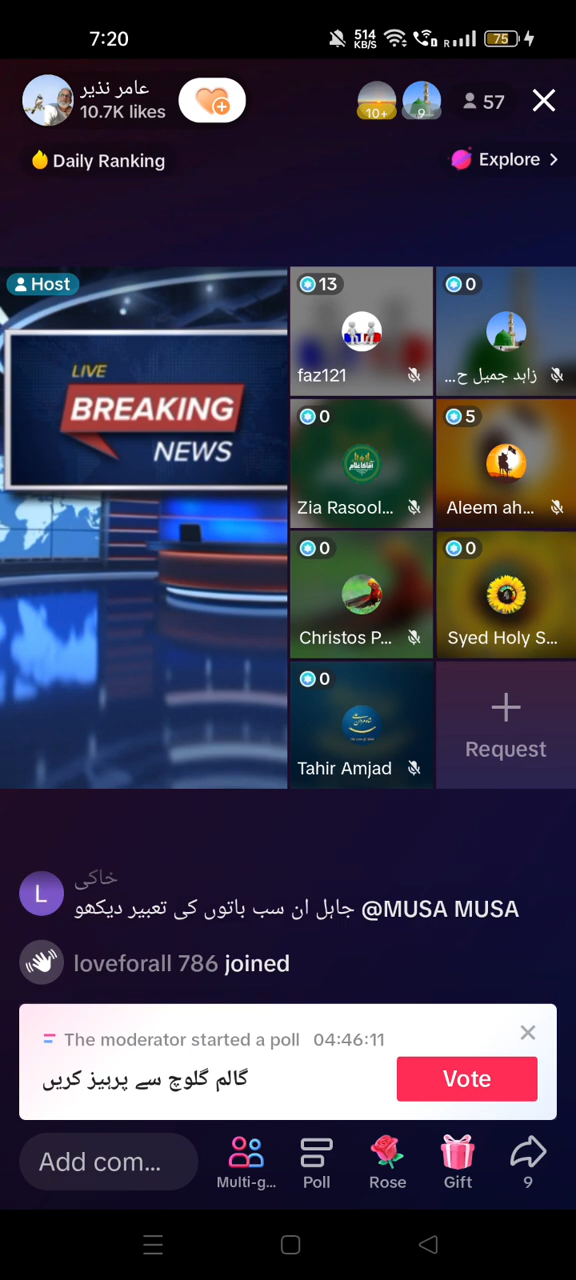 7:20
514
KB/S
R
75
عامر نذیر
10.7K likes
10+
9
57
Daily Ranking
Explore
Host
LIVE
BREAKING
NEWS
13
faz121
0
زاہد جمیل ح...
0
Zia Rasool...
5
Aleem ah...
0
Christos P...
0
Syed Holy S...
0
Tahir Amjad
Request
L
خاکی
@MUSA MUSA جاہل ان سب باتوں کی تعبیر دیکھو
loveforall 786 joined
The moderator started a poll 04:46:11
گالم گلوچ سے پرہیز کریں
Vote
Add com...
Multi-g...
Poll
Rose
Gift
9